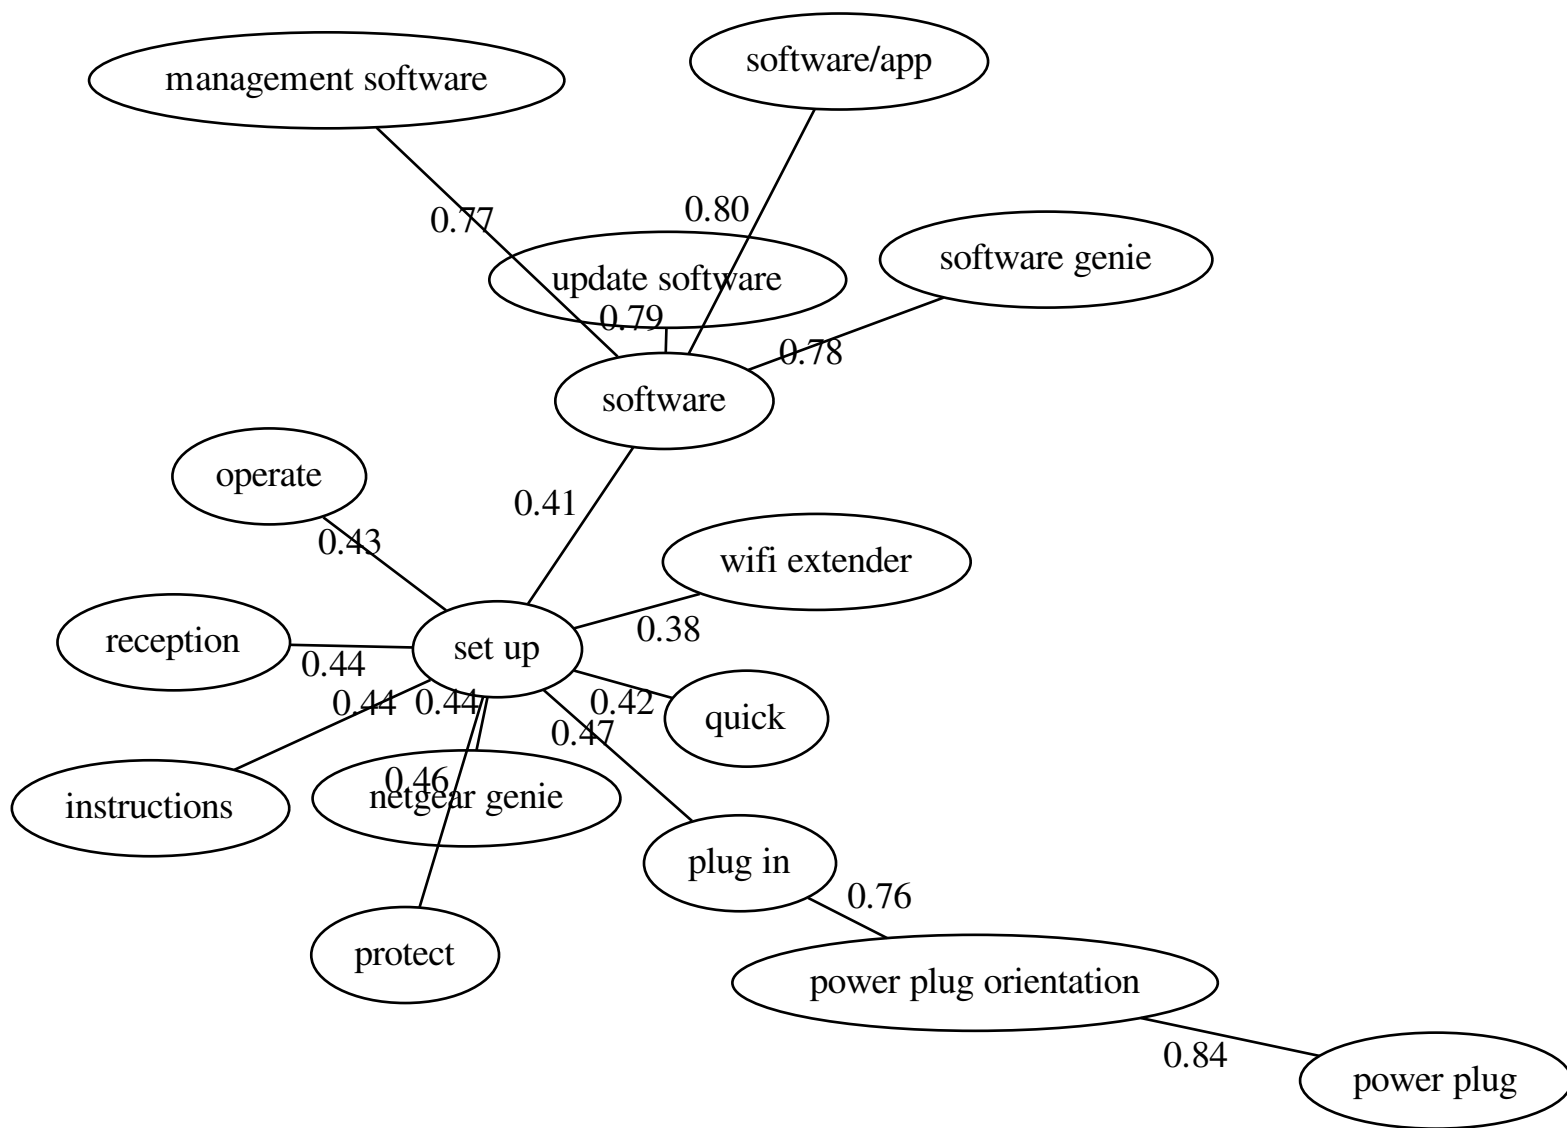 software/app
management software
0.80
0.77
software genie
update software
0.79
0.78
software
operate
0.41
0.43
wifi extender
0.38
reception
set up
0.44
0.44
0.44
0.42
quick
0.47
0.46
netgear genie
instructions
plug in
0.76
protect
power plug orientation
0.84
power plug